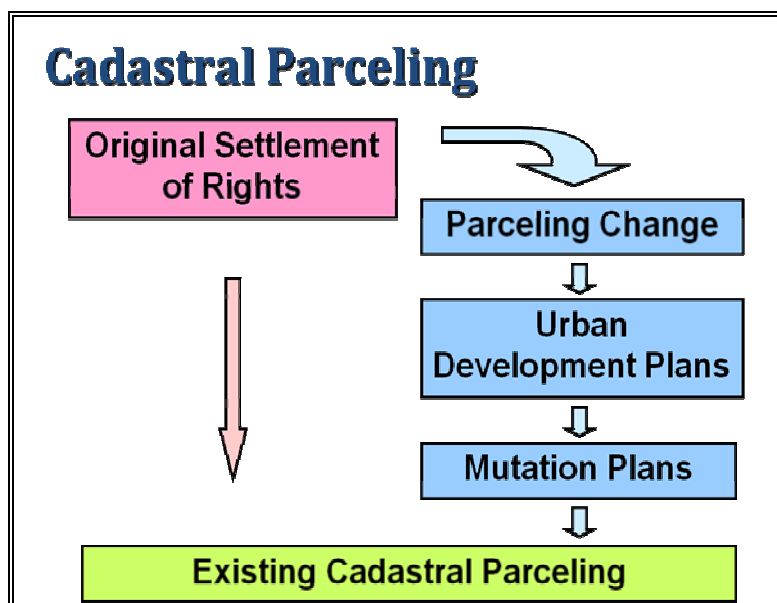 Cadastral Parceling
Original Settlement
of Rights
Parceling Change
Urban
Development Plans
Mutation Plans
Existing Cadastral Parceling